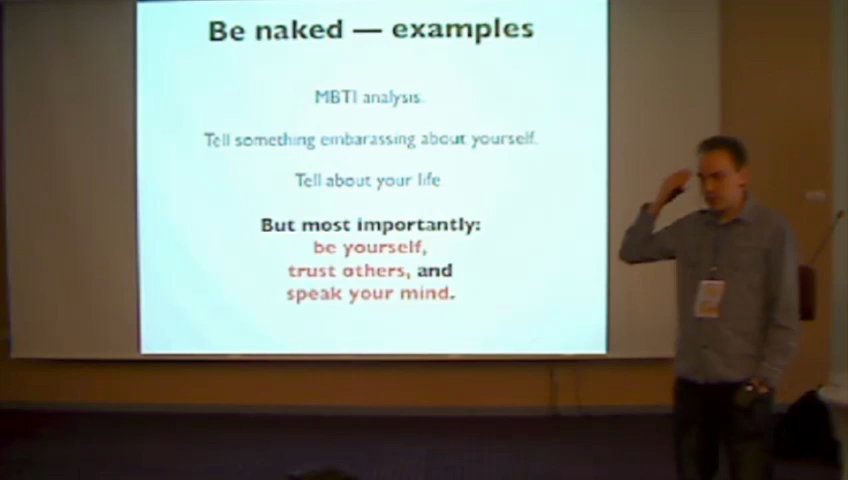 Be naked — examples
MBTI analysis.
Tell something embarassing about yourself.
Tell about your life
But most importantly:
be yourself,
trust others, and
speak your mind.